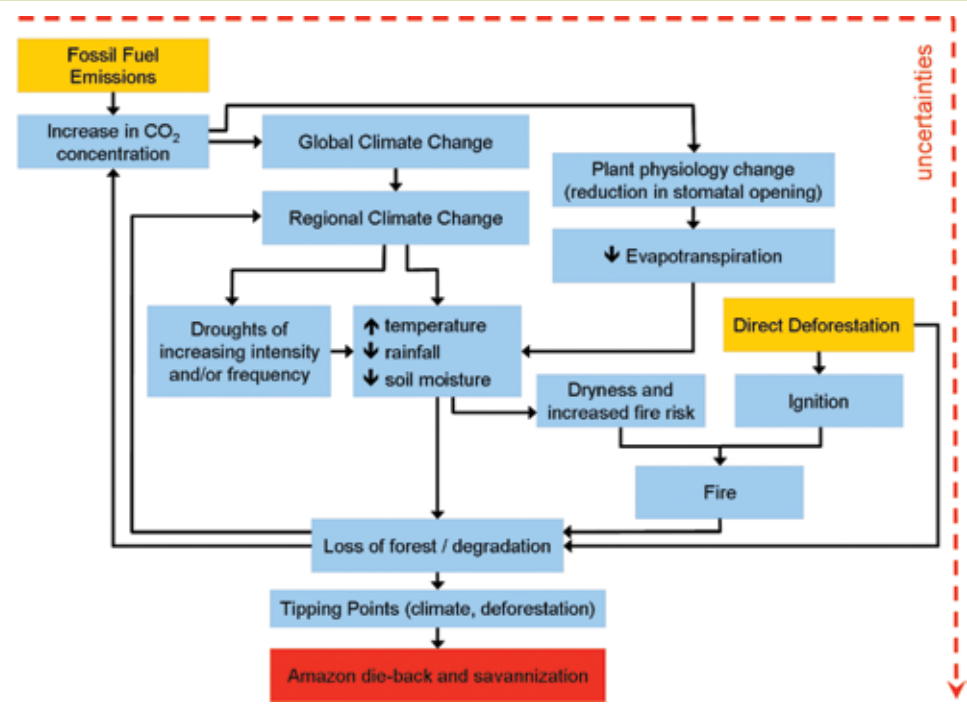 Fossil Fuel
Emissions
uncertainties
Increase in CO₂
concentration
Global Climate Change
Plant physiology change
(reduction in stomatal opening)
Regional Climate Change
↓ Evapotranspiration
Droughts of
increasing intensity
and/or frequency
↑ temperature
↓ rainfall
↓ soil moisture
Direct Deforestation
Dryness and
increased fire risk
Ignition
Fire
Loss of forest / degradation
Tipping Points (climate, deforestation)
Amazon die-back and savannization